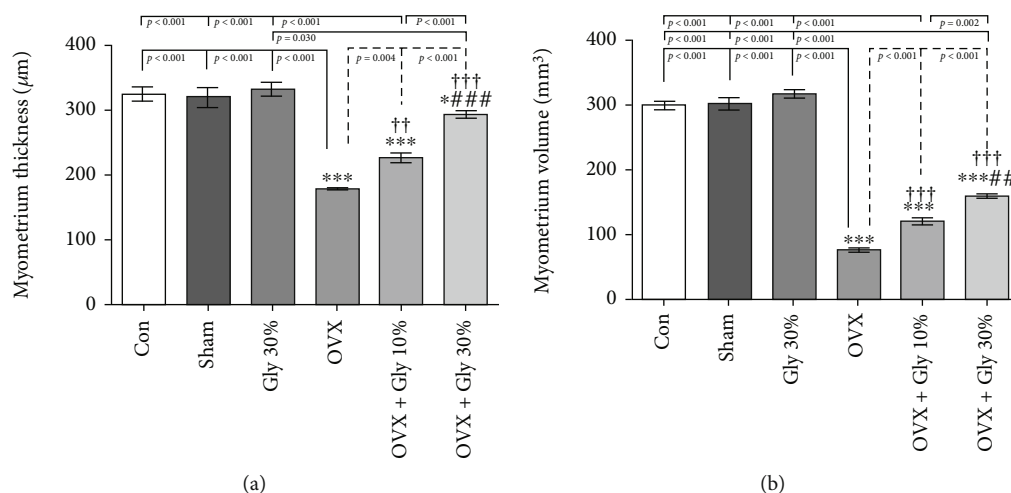 p < 0.001 p < 0.001 p < 0.001 p < 0.001
p = 0.030
p < 0.001 p < 0.001 p < 0.001 p = 0.004 p < 0.001
400
300
200
100
0
Myometrium thickness (μm)
***
††
***
†††
*###
Con
Sham
Gly 30%
OVX
OVX + Gly 10%
OVX + Gly 30%
(a)
p < 0.001 p < 0.001 p < 0.001 p = 0.002
p < 0.001 p < 0.001 p < 0.001
p < 0.001 p < 0.001 p < 0.001 p < 0.001 p < 0.001
400
300
200
100
0
Myometrium volume (mm³)
***
†††
***
†††
***##
Con
Sham
Gly 30%
OVX
OVX + Gly 10%
OVX + Gly 30%
(b)